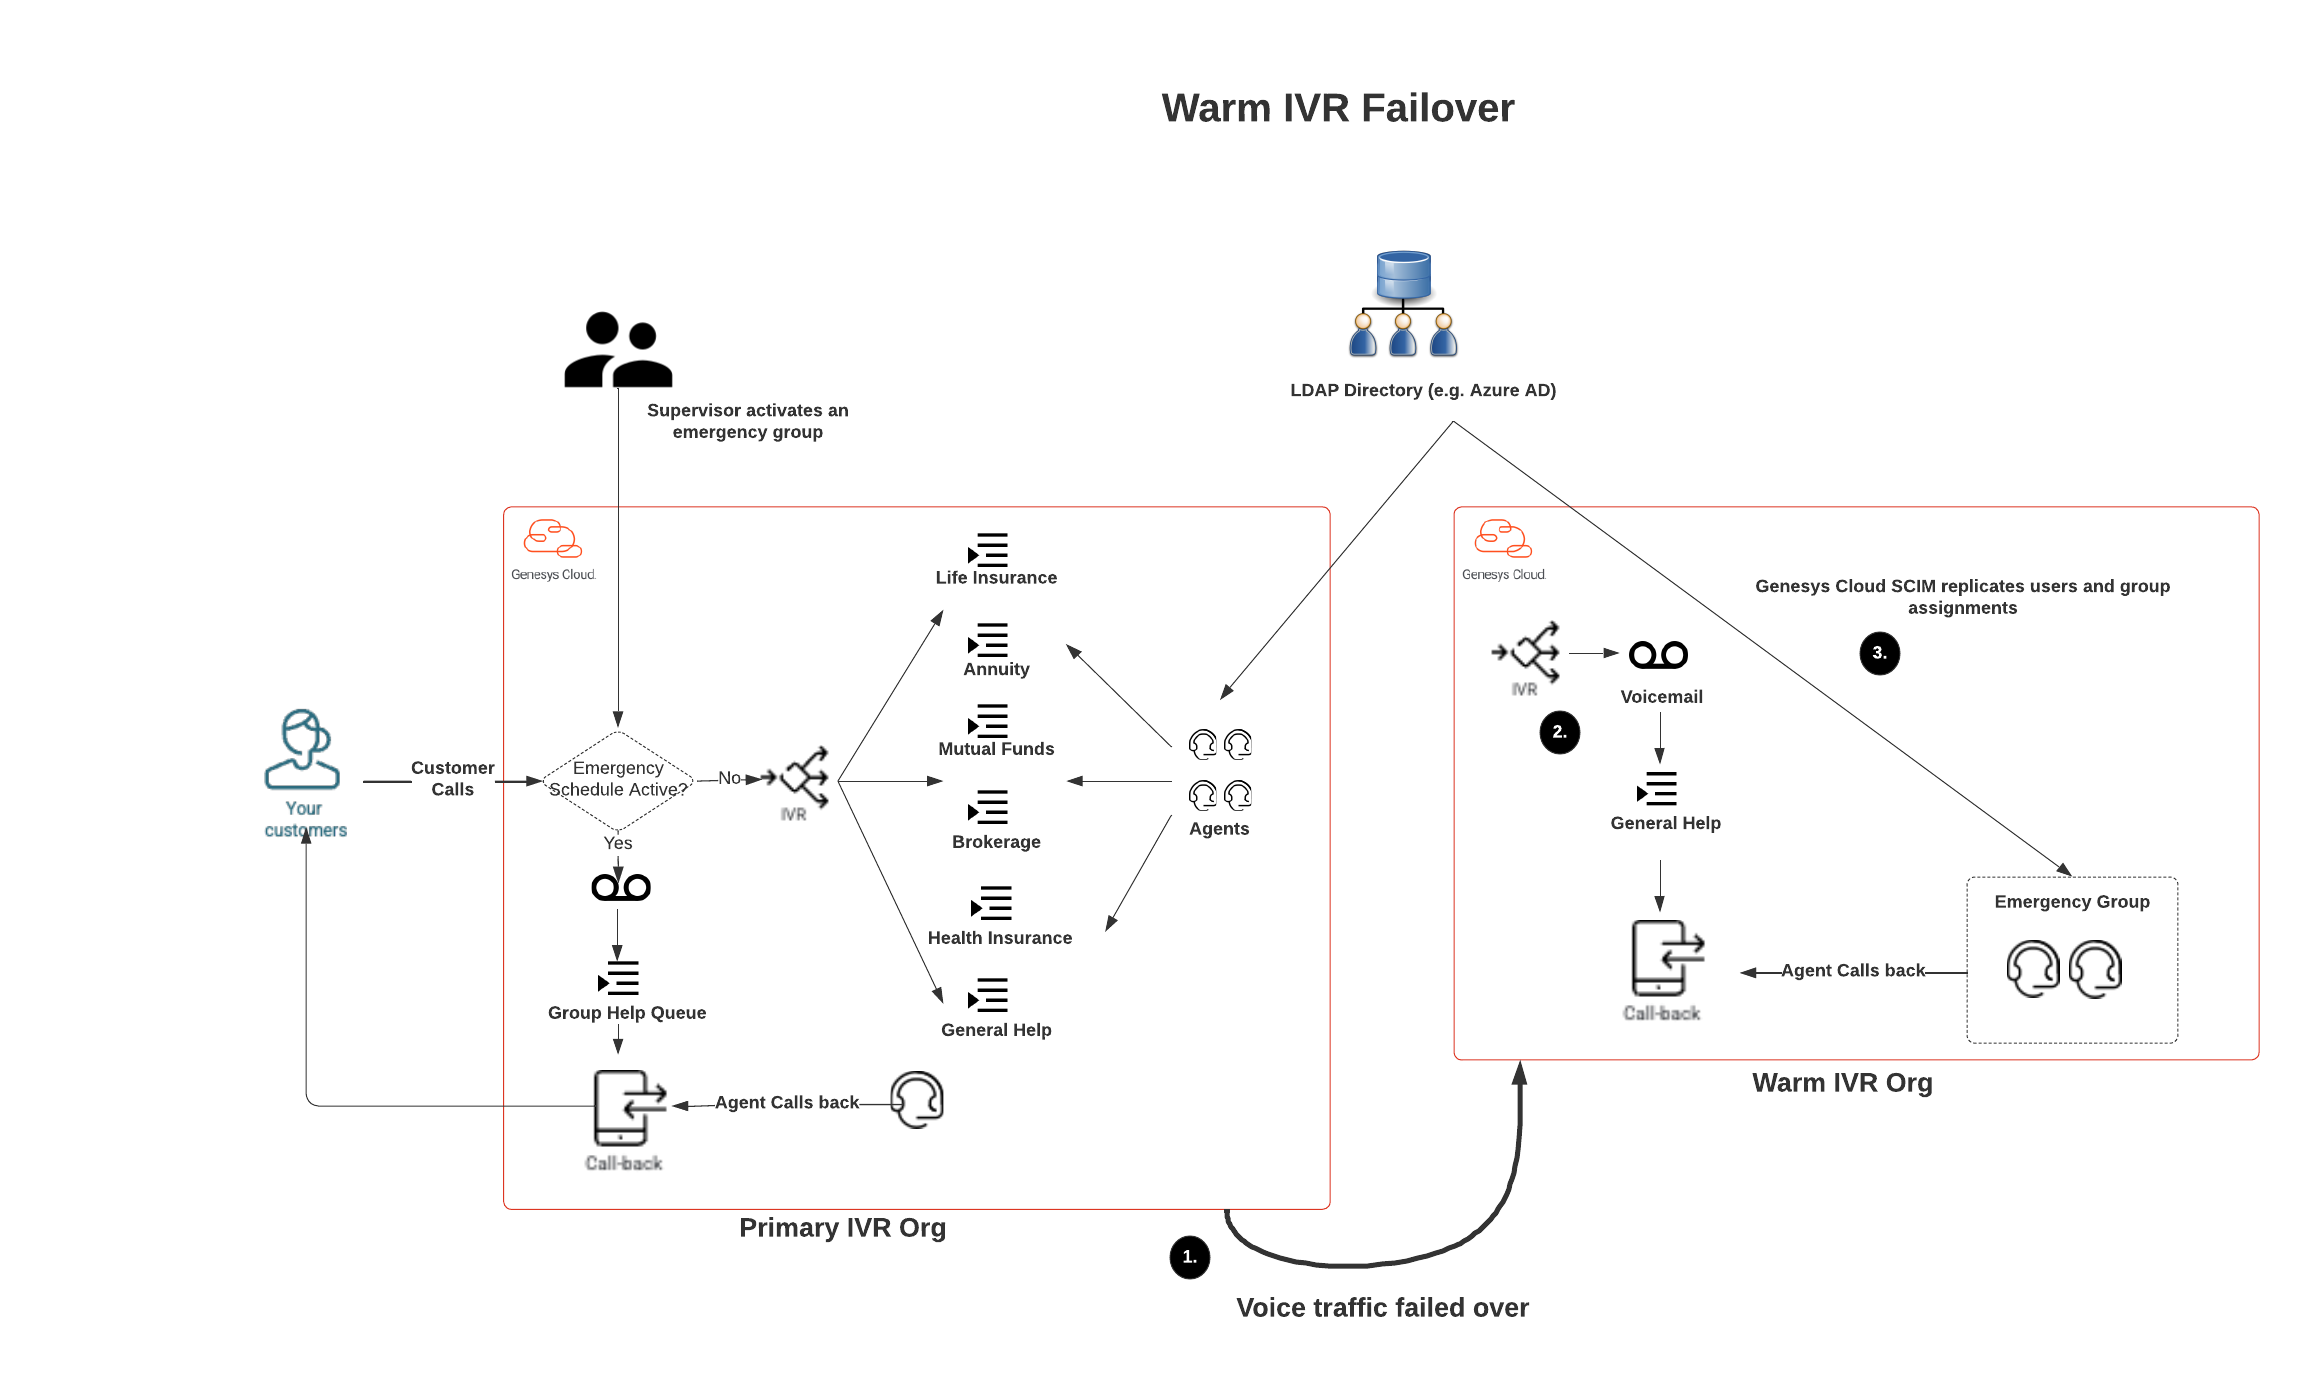 Warm IVR Failover
LDAP Directory (e.g. Azure AD)
Supervisor activates an
emergency group
Genesys Cloud.
Life Insurance
Annuity
Mutual Funds
Brokerage
Health Insurance
General Help
Customer
Calls
Your
customers
Emergency
Schedule Active?
No
IVR
Yes
Agents
Group Help Queue
Agent Calls back
Call-back
Primary IVR Org
Genesys Cloud.
Genesys Cloud SCIM replicates users and group
assignments
3.
IVR
Voicemail
2.
General Help
Emergency Group
Agent Calls back
Call-back
Warm IVR Org
1.
Voice traffic failed over